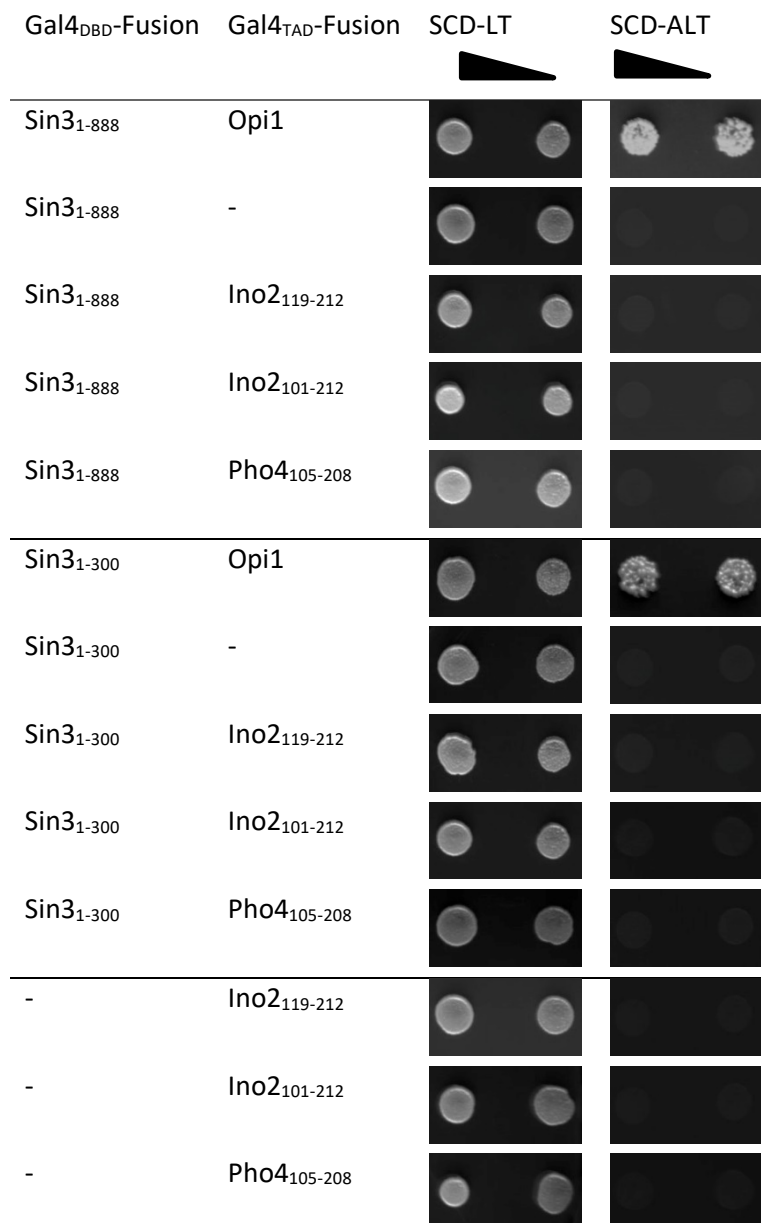 Gal4DBD-Fusion Gal4TAD-Fusion SCD-LT SCD-ALT
Sin31-888 Opi1
Sin31-888 -
Sin31-888 Ino2119-212
Sin31-888 Ino2101-212
Sin31-888 Pho4105-208
Sin31-300 Opi1
Sin31-300 -
Sin31-300 Ino2119-212
Sin31-300 Ino2101-212
Sin31-300 Pho4105-208
- Ino2119-212
- Ino2101-212
- Pho4105-208